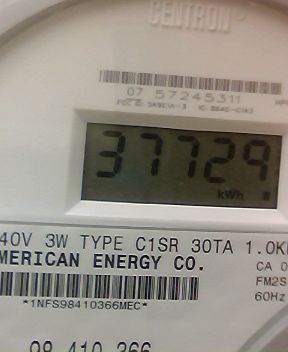 CENTRON
07 57245311
37729
kWh
40V 3W TYPE C1SR 30TA 1.0K
MERICAN ENERGY CO.
CA 0
FM2S
60Hz
*1NFS98410366MEC*
98 410 366